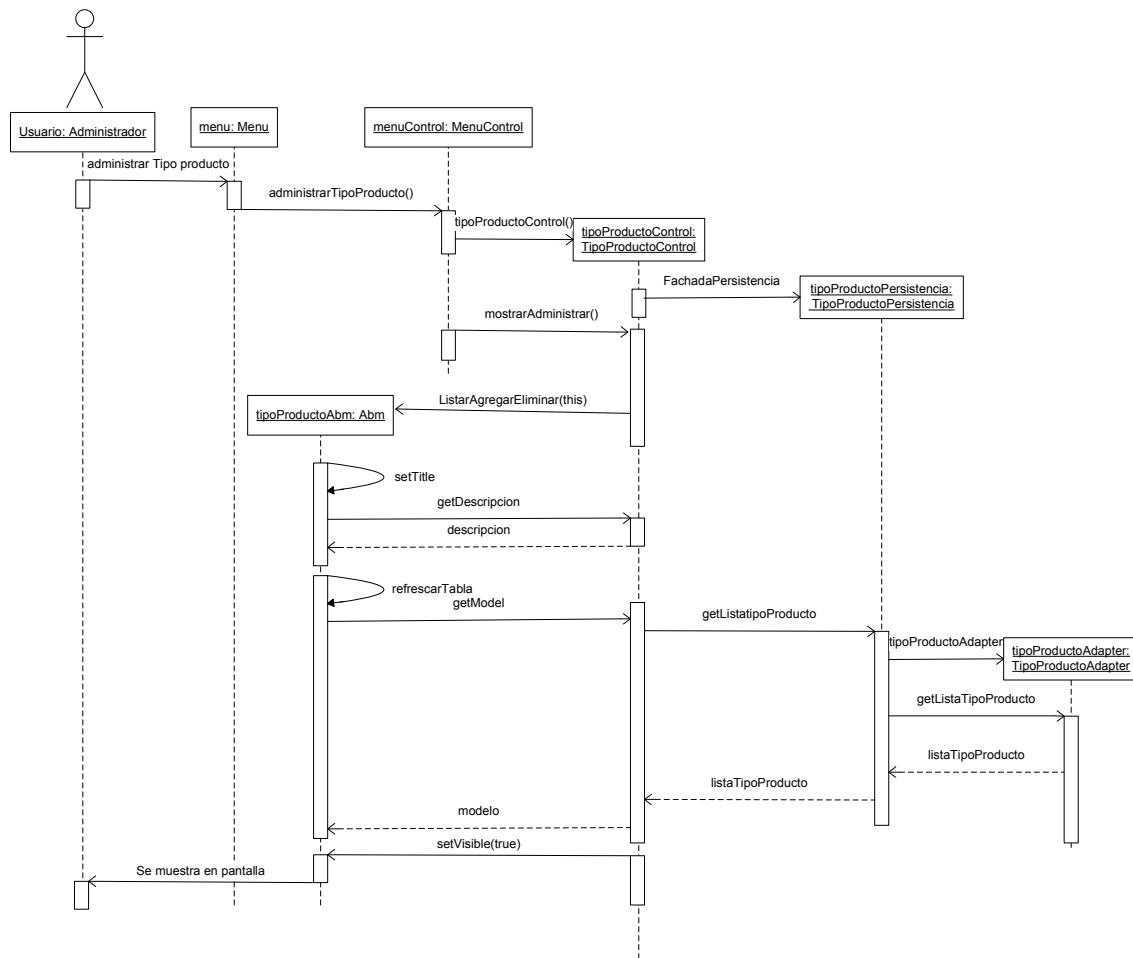 Usuario: Administrador
menu: Menu
menuControl: MenuControl
administrar Tipo producto
administrarTipoProducto()
tipoProductoControl()
tipoProductoControl:
TipoProductoControl
FachadaPersistencia
tipoProductoPersistencia:
TipoProductoPersistencia
mostrarAdministrar()
ListarAgregarEliminar(this)
tipoProductoAbm: Abm
setTitle
getDescripcion
descripcion
refrescarTabla
getModel
getListatipoProducto
tipoProductoAdapter
tipoProductoAdapter:
TipoProductoAdapter
getListaTipoProducto
listaTipoProducto
listaTipoProducto
modelo
setVisible(true)
Se muestra en pantalla